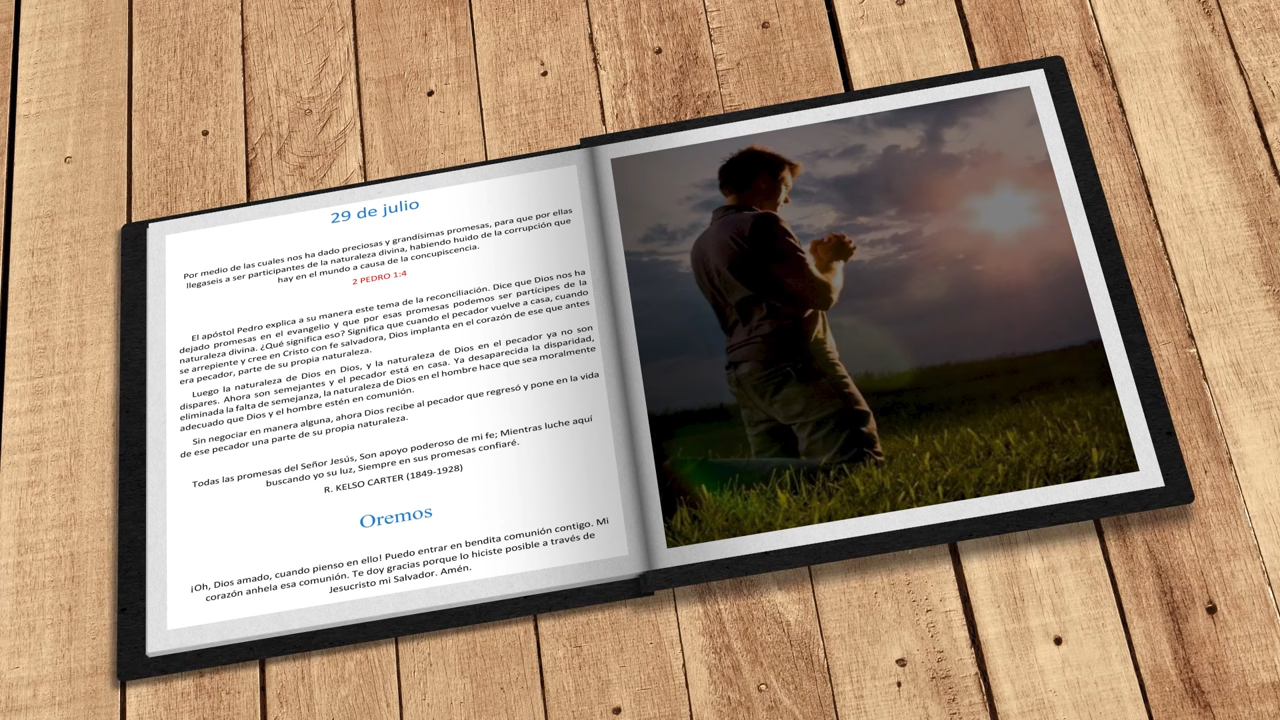 29 de julio
Por medio de las cuales nos ha dado preciosas y grandísimas promesas, para que por ellas
llegaseis a ser participantes de la naturaleza divina, habiendo huido de la corrupción que
hay en el mundo a causa de la concupiscencia.
2 PEDRO 1:4
El apóstol Pedro explica a su manera este tema de la reconciliación. Dice que Dios nos ha
dejado promesas en el evangelio y que por esas promesas podemos ser partícipes de la
naturaleza divina. ¿Qué significa eso? Significa que cuando el pecador vuelve a casa, cuando
se arrepiente y cree en Cristo con fe salvadora, Dios implanta en el corazón de ese que antes
era pecador, parte de su propia naturaleza.
Luego la naturaleza de Dios en Dios, y la naturaleza de Dios en el pecador ya no son
dispares. Ahora son semejantes y el pecador está en casa. Ya desaparecida la disparidad,
eliminada la falta de semejanza, la naturaleza de Dios en el hombre hace que sea moralmente
adecuado que Dios y el hombre estén en comunión.
Sin negociar en manera alguna, ahora Dios recibe al pecador que regresó y pone en la vida
de ese pecador una parte de su propia naturaleza.
Todas las promesas del Señor Jesús, Son apoyo poderoso de mi fe; Mientras luche aquí
buscando yo su luz, Siempre en sus promesas confiaré.
R. KELSO CARTER (1849-1928)
Oremos
¡Oh, Dios amado, cuando pienso en ello! Puedo entrar en bendita comunión contigo. Mi
corazón anhela esa comunión. Te doy gracias porque lo hiciste posible a través de
Jesucristo mi Salvador. Amén.